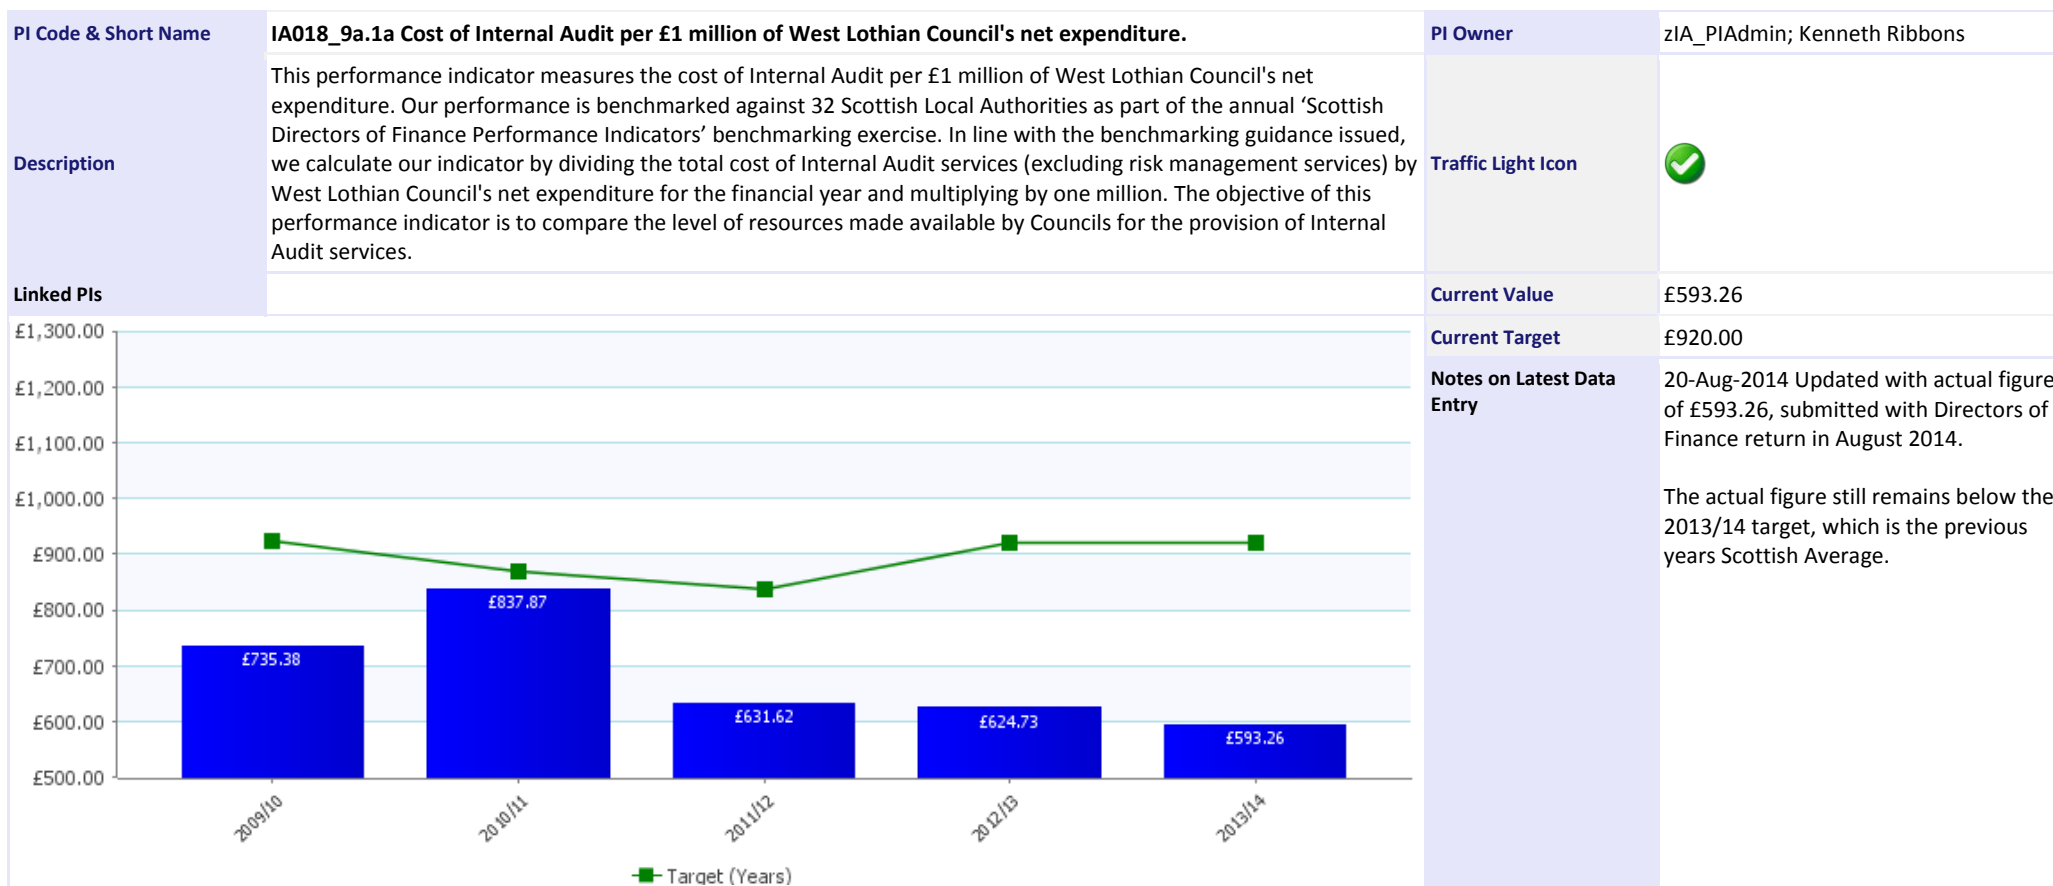 PI Code & Short Name
IA018_9a.1a Cost of Internal Audit per £1 million of West Lothian Council's net expenditure.
PI Owner
zIA_PIAdmin; Kenneth Ribbons
Description
This performance indicator measures the cost of Internal Audit per £1 million of West Lothian Council's net
expenditure. Our performance is benchmarked against 32 Scottish Local Authorities as part of the annual ‘Scottish
Directors of Finance Performance Indicators’ benchmarking exercise. In line with the benchmarking guidance issued,
we calculate our indicator by dividing the total cost of Internal Audit services (excluding risk management services) by
West Lothian Council's net expenditure for the financial year and multiplying by one million. The objective of this
performance indicator is to compare the level of resources made available by Councils for the provision of Internal
Audit services.
Traffic Light Icon
Linked PIs
Current Value
£593.26
Current Target
£920.00
Notes on Latest Data
Entry
20-Aug-2014 Updated with actual figure
of £593.26, submitted with Directors of
Finance return in August 2014.
The actual figure still remains below the
2013/14 target, which is the previous
years Scottish Average.
£1,300.00
£1,200.00
£1,100.00
£1,000.00
£900.00
£800.00
£700.00
£600.00
£500.00
£735.38
£837.87
£631.62
£624.73
£593.26
2009/10
2010/11
2011/12
2012/13
2013/14
Target (Years)